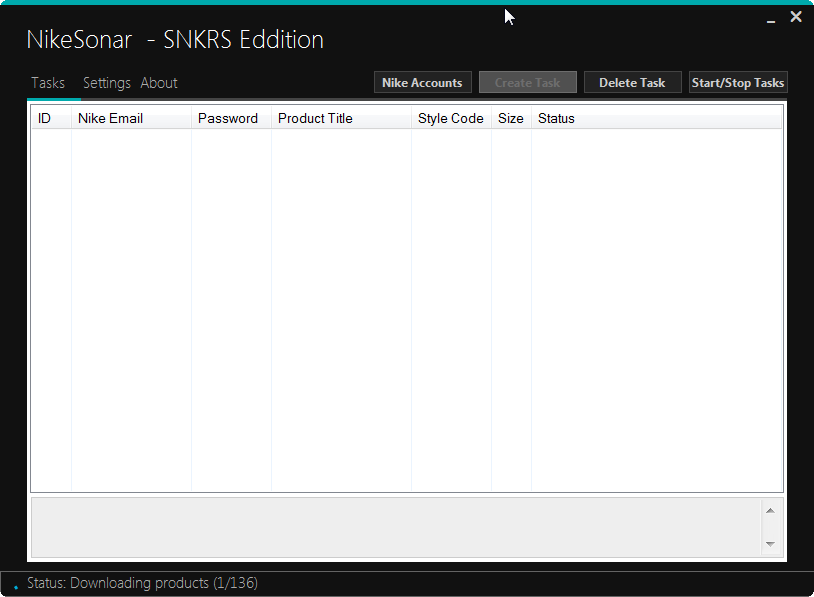 NikeSonar - SNKRS Eddition
Tasks Settings About Nike Accounts Create Task Delete Task Start/Stop Tasks
ID Nike Email Password Product Title Style Code Size Status
Status: Downloading products (1/136)